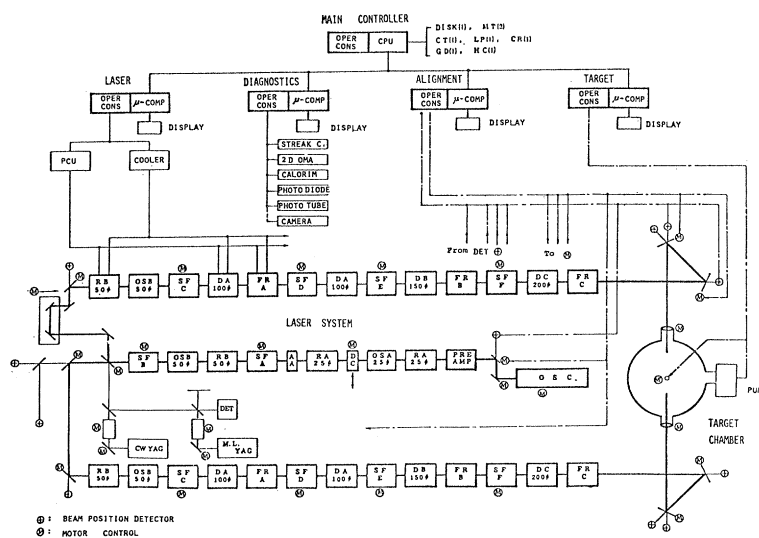 MAIN CONTROLLER
OPER CONS
CPU
DISK(1), MT(2)
CT(1), LP(1), CR(1)
GD(1), HC(1)
LASER
OPER CONS
μ-COMP
DISPLAY
DIAGNOSTICS
OPER CONS
μ-COMP
DISPLAY
ALIGNMENT
OPER CONS
μ-COMP
DISPLAY
TARGET
OPER CONS
μ-COMP
DISPLAY
PCU
COOLER
STREAK C.
2D OMA
CALORIM
PHOTO DIODE
PHOTO TUBE
CAMERA
From DET ⊕
To Ⓜ
RB 50φ
OSB 50φ
SF C
DA 100φ
FR A
SF D
DA 100φ
SF E
DB 150φ
FR B
SF F
DC 200φ
FR C
LASER SYSTEM
SF B
OSB 50φ
RB 50φ
SF A
AA
RA 25φ
DC
OSA 25φ
RA 25φ
PRE AMP
O S C.
DET
CW YAG
M.L. YAG
PU
TARGET CHAMBER
RB 50φ
OSB 50φ
SF C
DA 100φ
FR A
SF D
DA 100φ
SF E
DB 150φ
FR B
SF F
DC 200φ
FR C
⊕ : BEAM POSITION DETECTOR
Ⓜ : MOTOR CONTROL